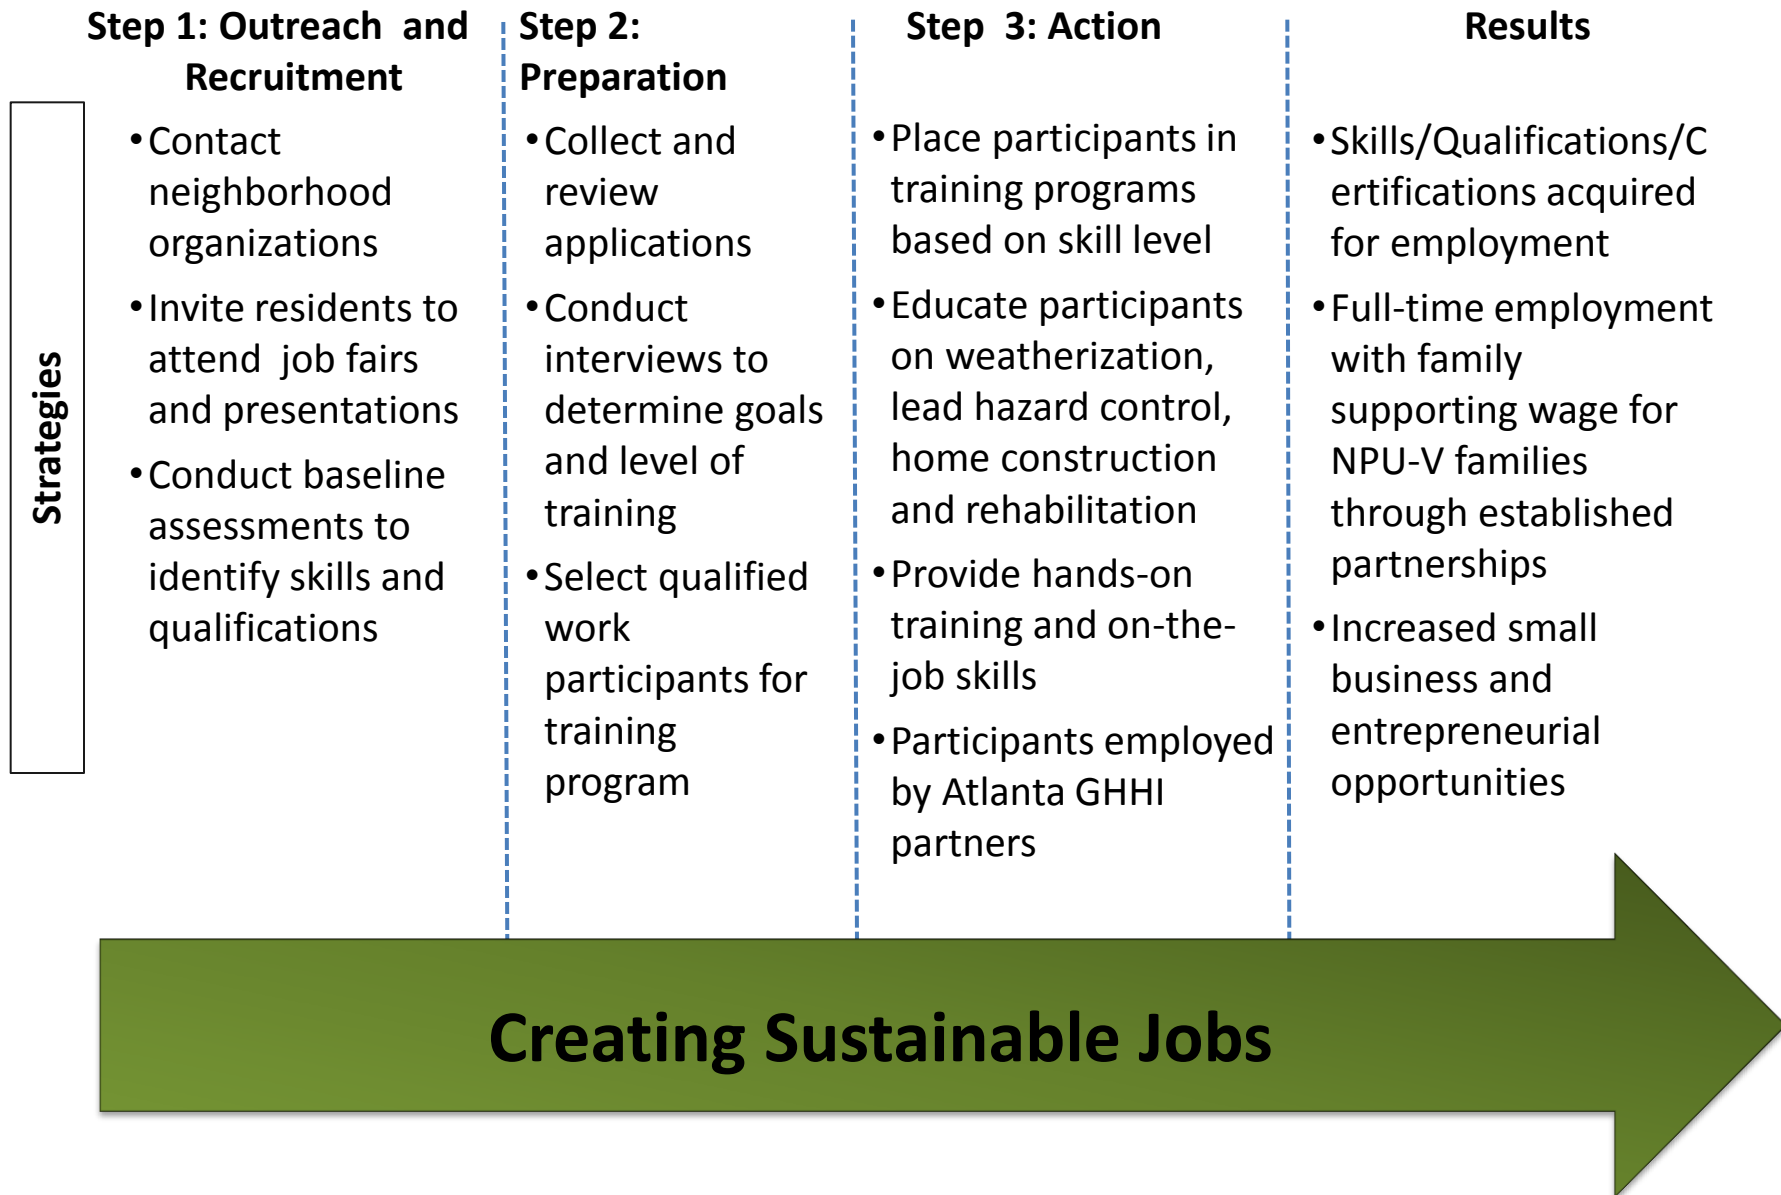 Step 1: Outreach and
Recruitment
Step 2:
Preparation
Step 3: Action
Results
Strategies
•Contact
neighborhood
organizations
•Invite residents to
attend job fairs
and presentations
•Conduct baseline
assessments to
identify skills and
qualifications
•Collect and
review
applications
•Conduct
interviews to
determine goals
and level of
training
•Select qualified
work
participants for
training
program
•Place participants in
training programs
based on skill level
•Educate participants
on weatherization,
lead hazard control,
home construction
and rehabilitation
•Provide hands-on
training and on-the-
job skills
•Participants employed
by Atlanta GHHI
partners
•Skills/Qualifications/C
ertifications acquired
for employment
•Full-time employment
with family
supporting wage for
NPU-V families
through established
partnerships
•Increased small
business and
entrepreneurial
opportunities
Creating Sustainable Jobs